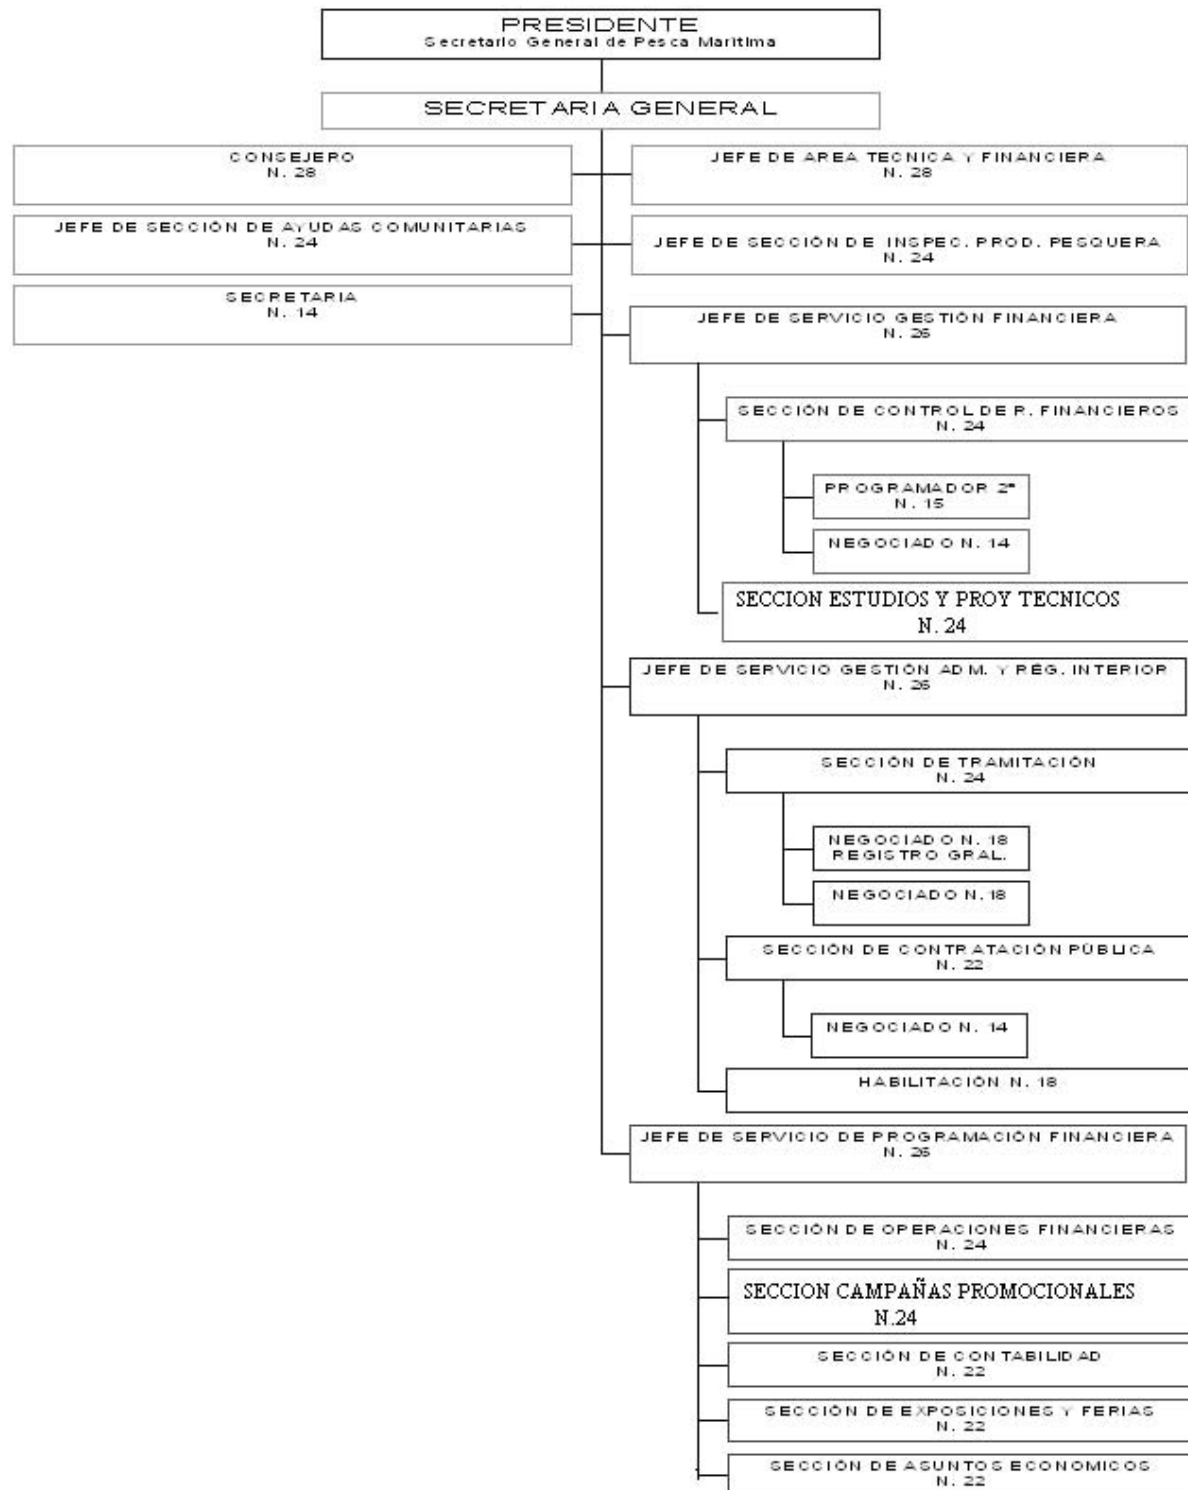 PRESIDENTE
Secretario General de Pesca Marítima
SECRETARIA GENERAL
CONSEJERO
N. 28
JEFE DE AREA TECNICA Y FINANCIERA
N. 28
JEFE DE SECCIÓN DE AYUDAS COMUNITARIAS
N. 24
JEFE DE SECCIÓN DE INSPEC. PROD. PESQUERA
N. 24
SECRETARIA
N. 14
JEFE DE SERVICIO GESTIÓN FINANCIERA
N. 26
SECCIÓN DE CONTROL DE R. FINANCIEROS
N. 24
PROGRAMADOR 2ª
N. 15
NEGOCIADO N. 14
SECCION ESTUDIOS Y PROY TECNICOS
N. 24
JEFE DE SERVICIO GESTIÓN ADM. Y RÉG. INTERIOR
N. 26
SECCIÓN DE TRAMITACIÓN
N. 24
NEGOCIADO N. 18
REGISTRO GRAL.
NEGOCIADO N. 18
SECCIÓN DE CONTRATACIÓN PÚBLICA
N. 22
NEGOCIADO N. 14
HABILITACIÓN N. 18
JEFE DE SERVICIO DE PROGRAMACIÓN FINANCIERA
N. 26
SECCIÓN DE OPERACIONES FINANCIERAS
N. 24
SECCION CAMPAÑAS PROMOCIONALES
N.24
SECCIÓN DE CONTABILIDAD
N. 22
SECCIÓN DE EXPOSICIONES Y FERIAS
N. 22
SECCIÓN DE ASUNTOS ECONOMICOS
N. 22